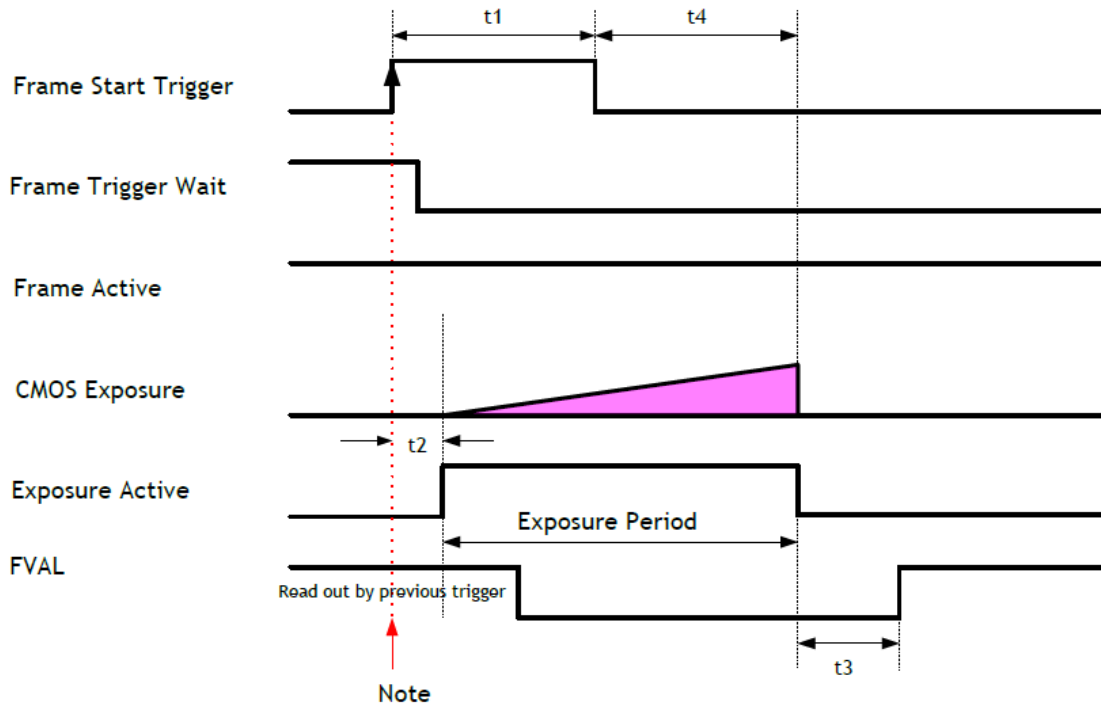 t1
t4
Frame Start Trigger
Frame Trigger Wait
Frame Active
CMOS Exposure
t2
Exposure Active
Exposure Period
FVAL
Read out by previous trigger
t3
Note